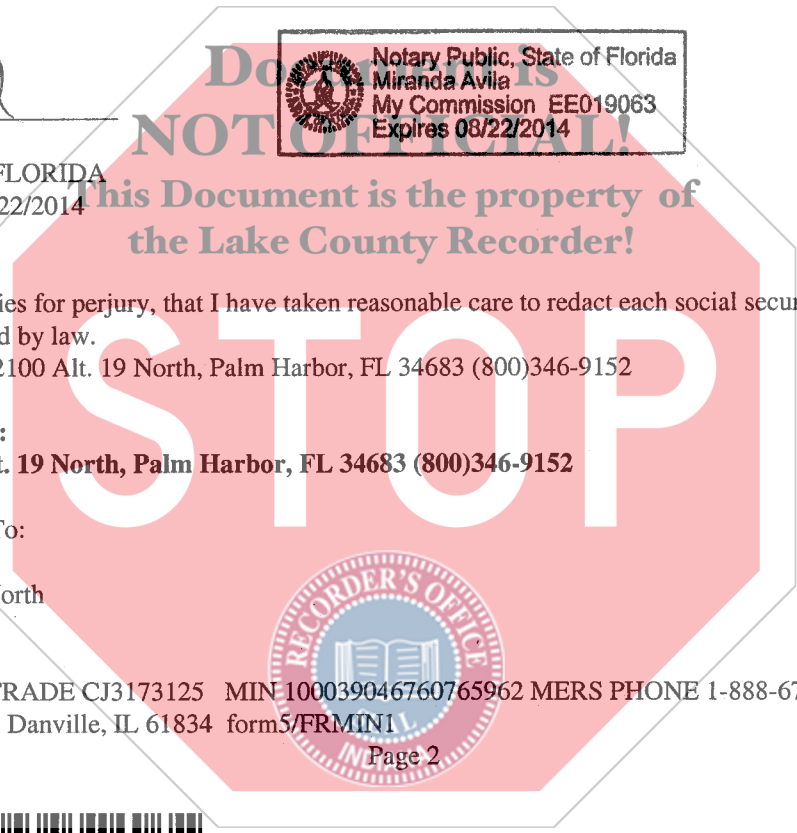 Notary Public, State of Florida
Miranda Avila
My Commission EE019063
Expires 08/22/2014
Document is
NOT OFFICIAL!
This Document is the property of
the Lake County Recorder!
FLORIDA
22/2014
ies for perjury, that I have taken reasonable care to redact each social secur
d by law.
2100 Alt. 19 North, Palm Harbor, FL 34683 (800)346-9152
:
t. 19 North, Palm Harbor, FL 34683 (800)346-9152
STOP
To:
orth
RECORDER'S OFFICE
TRADE CJ3173125 MIN 100039046760765962 MERS PHONE 1-888-67
Danville, IL 61834 form5/FRMIN1
INDIANA
Page 2